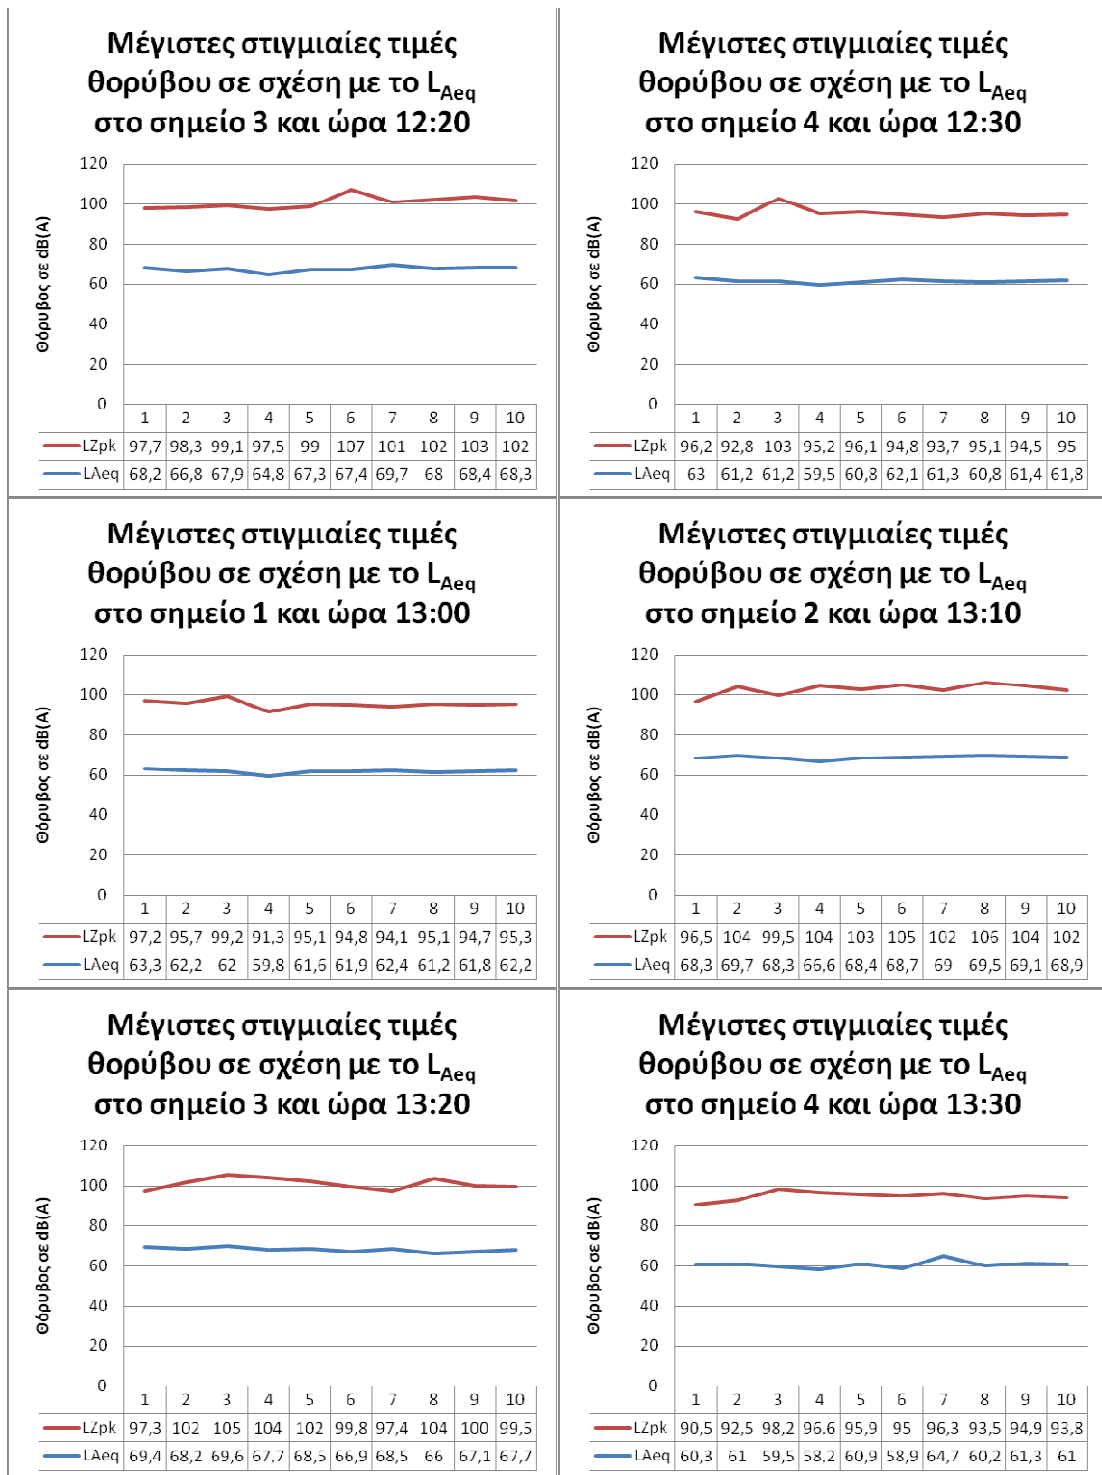 Μέγιστες στιγμιαίες τιμές
θορύβου σε σχέση με το LAeq
στο σημείο 3 και ώρα 12:20
Θόρυβος σε dB(A)
120
100
80
60
40
20
0
1 2 3 4 5 6 7 8 9 10
LZpk 97,7 98,3 99,1 97,5 99 107 101 102 103 102
LAeq 68,2 66,8 67,9 64,8 67,3 67,4 69,7 68 68,4 68,3
Μέγιστες στιγμιαίες τιμές
θορύβου σε σχέση με το LAeq
στο σημείο 4 και ώρα 12:30
Θόρυβος σε dB(A)
120
100
80
60
40
20
0
1 2 3 4 5 6 7 8 9 10
LZpk 96,2 92,8 103 95,2 96,1 94,8 93,7 95,1 94,5 95
LAeq 63 61,2 61,2 59,5 60,8 62,1 61,3 60,8 61,4 61,8
Μέγιστες στιγμιαίες τιμές
θορύβου σε σχέση με το LAeq
στο σημείο 1 και ώρα 13:00
Θόρυβος σε dB(A)
120
100
80
60
40
20
0
1 2 3 4 5 6 7 8 9 10
LZpk 97,2 95,7 99,2 91,3 95,1 94,8 94,1 95,1 94,7 95,3
LAeq 63,3 62,2 62 59,8 61,6 61,9 62,4 61,2 61,8 62,2
Μέγιστες στιγμιαίες τιμές
θορύβου σε σχέση με το LAeq
στο σημείο 2 και ώρα 13:10
Θόρυβος σε dB(A)
120
100
80
60
40
20
0
1 2 3 4 5 6 7 8 9 10
LZpk 96,5 104 99,5 104 103 105 102 106 104 102
LAeq 68,3 69,7 68,3 66,6 68,4 68,7 69 69,5 69,1 68,9
Μέγιστες στιγμιαίες τιμές
θορύβου σε σχέση με το LAeq
στο σημείο 3 και ώρα 13:20
Θόρυβος σε dB(A)
120
100
80
60
40
20
0
1 2 3 4 5 6 7 8 9 10
LZpk 97,3 102 105 104 102 99,8 97,4 104 100 99,5
LAeq 69,4 68,2 69,6 67,7 68,5 66,9 68,5 66 67,1 67,7
Μέγιστες στιγμιαίες τιμές
θορύβου σε σχέση με το LAeq
στο σημείο 4 και ώρα 13:30
Θόρυβος σε dB(A)
120
100
80
60
40
20
0
1 2 3 4 5 6 7 8 9 10
LZpk 90,5 92,5 98,2 96,6 95,9 95 96,3 93,5 94,9 93,8
LAeq 60,3 61 59,5 58,2 60,9 58,9 64,7 60,2 61,3 61